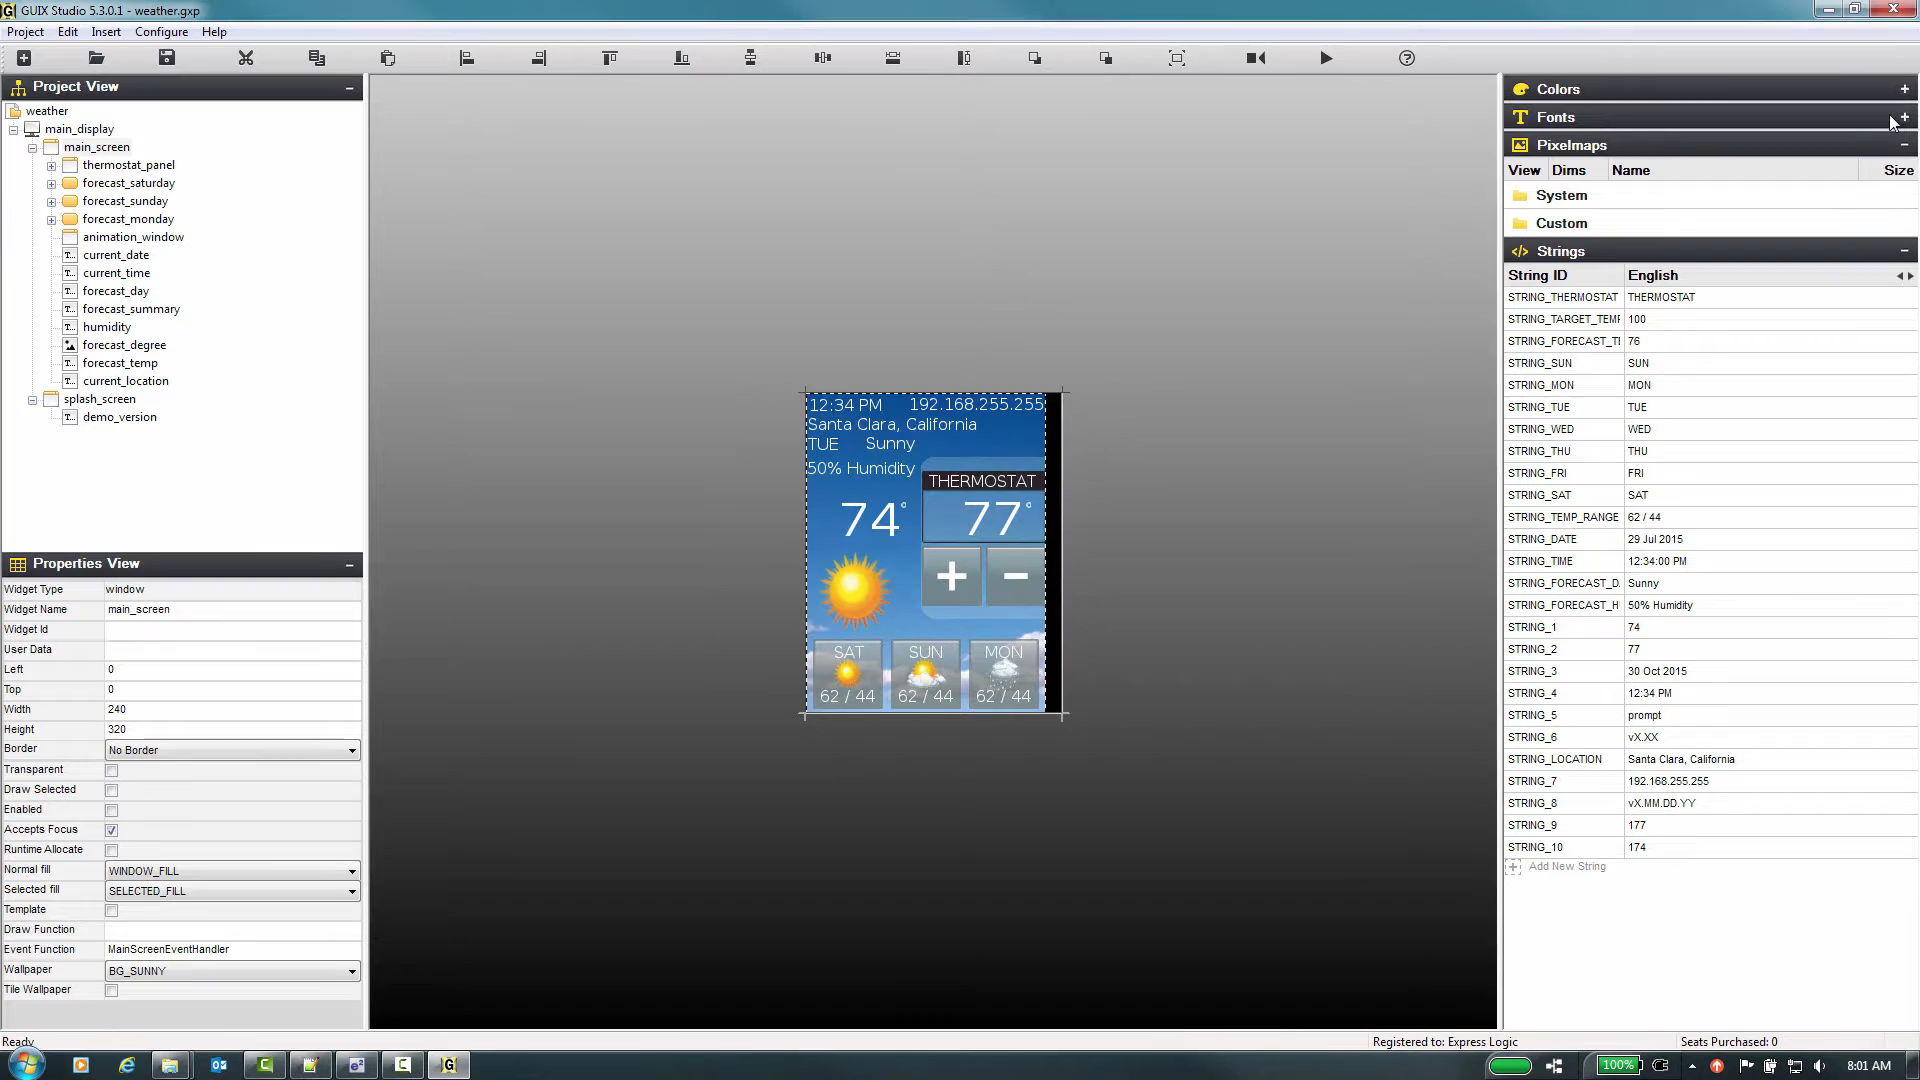 GUIX Studio 5.3.0.1 - weather.gxp
Project Edit Insert Configure Help
Project View
weather
main_display
main_screen
thermostat_panel
forecast_saturday
forecast_sunday
forecast_monday
animation_window
current_date
current_time
forecast_day
forecast_summary
humidity
forecast_degree
forecast_temp
current_location
splash_screen
demo_version
Properties View
Widget Type window
Widget Name main_screen
Widget Id
User Data
Left 0
Top 0
Width 240
Height 320
Border No Border
Transparent
Draw Selected
Enabled
Accepts Focus
Runtime Allocate
Normal fill WINDOW_FILL
Selected fill SELECTED_FILL
Template
Draw Function
Event Function MainScreenEventHandler
Wallpaper BG_SUNNY
Tile Wallpaper
12:34 PM 192.168.255.255
Santa Clara, California
TUE Sunny
50% Humidity
THERMOSTAT
74° 77°
+ −
SAT SUN MON
62 / 44 62 / 44 62 / 44
Colors
Fonts
Pixelmaps
View Dims Name Size
System
Custom
Strings
String ID English
STRING_THERMOSTAT THERMOSTAT
STRING_TARGET_TEMP 100
STRING_FORECAST_TE 76
STRING_SUN SUN
STRING_MON MON
STRING_TUE TUE
STRING_WED WED
STRING_THU THU
STRING_FRI FRI
STRING_SAT SAT
STRING_TEMP_RANGE 62 / 44
STRING_DATE 29 Jul 2015
STRING_TIME 12:34:00 PM
STRING_FORECAST_D. Sunny
STRING_FORECAST_H 50% Humidity
STRING_1 74
STRING_2 77
STRING_3 30 Oct 2015
STRING_4 12:34 PM
STRING_5 prompt
STRING_6 vX.XX
STRING_LOCATION Santa Clara, California
STRING_7 192.168.255.255
STRING_8 vX.MM.DD.YY
STRING_9 177
STRING_10 174
Add New String
Ready Registered to: Express Logic Seats Purchased: 0
100% 8:01 AM